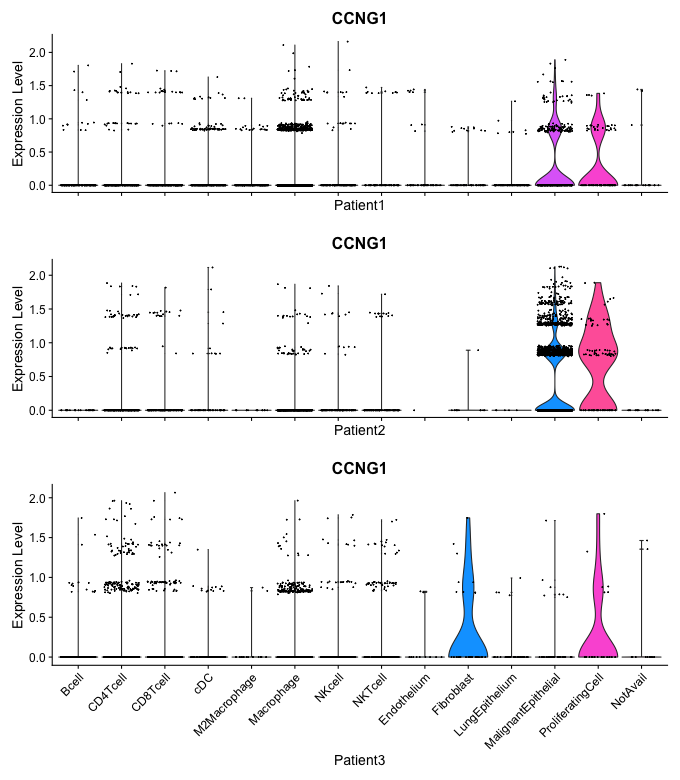 CCNG1
Expression Level
2.0
1.5
1.0
0.5
0.0
Patient1
CCNG1
Expression Level
2.0
1.5
1.0
0.5
0.0
Patient2
CCNG1
Expression Level
2.0
1.5
1.0
0.5
0.0
Bcell
CD4Tcell
CD8Tcell
cDC
M2Macrophage
Macrophage
NKcell
NKTcell
Endothelium
Fibroblast
LungEpithelium
MalignantEpithelial
ProliferatingCell
NotAvail
Patient3